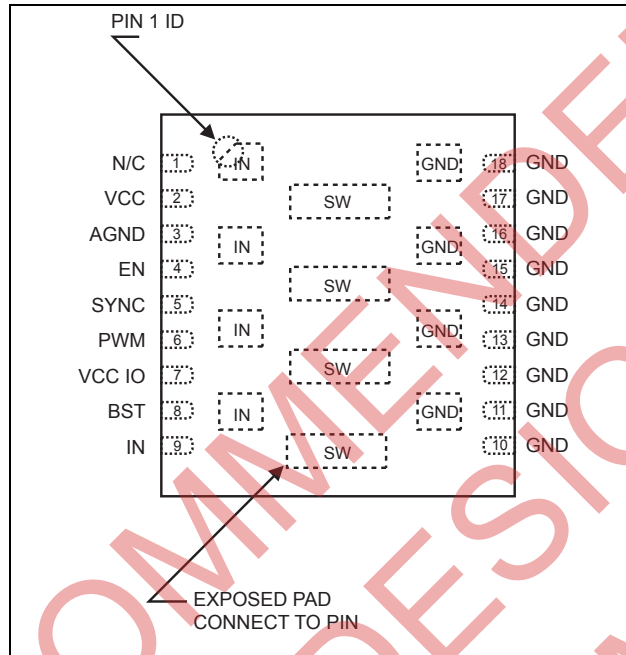 PIN 1 ID
N/C 1 IN GND 18 GND
VCC 2 SW 17 GND
AGND 3 IN GND 16 GND
EN 4 SW 15 GND
SYNC 5 14 GND
PWM 6 IN GND 13 GND
VCC IO 7 SW 12 GND
BST 8 IN GND 11 GND
IN 9 SW 10 GND
EXPOSED PAD
CONNECT TO PIN
OMMENDE
DESIG